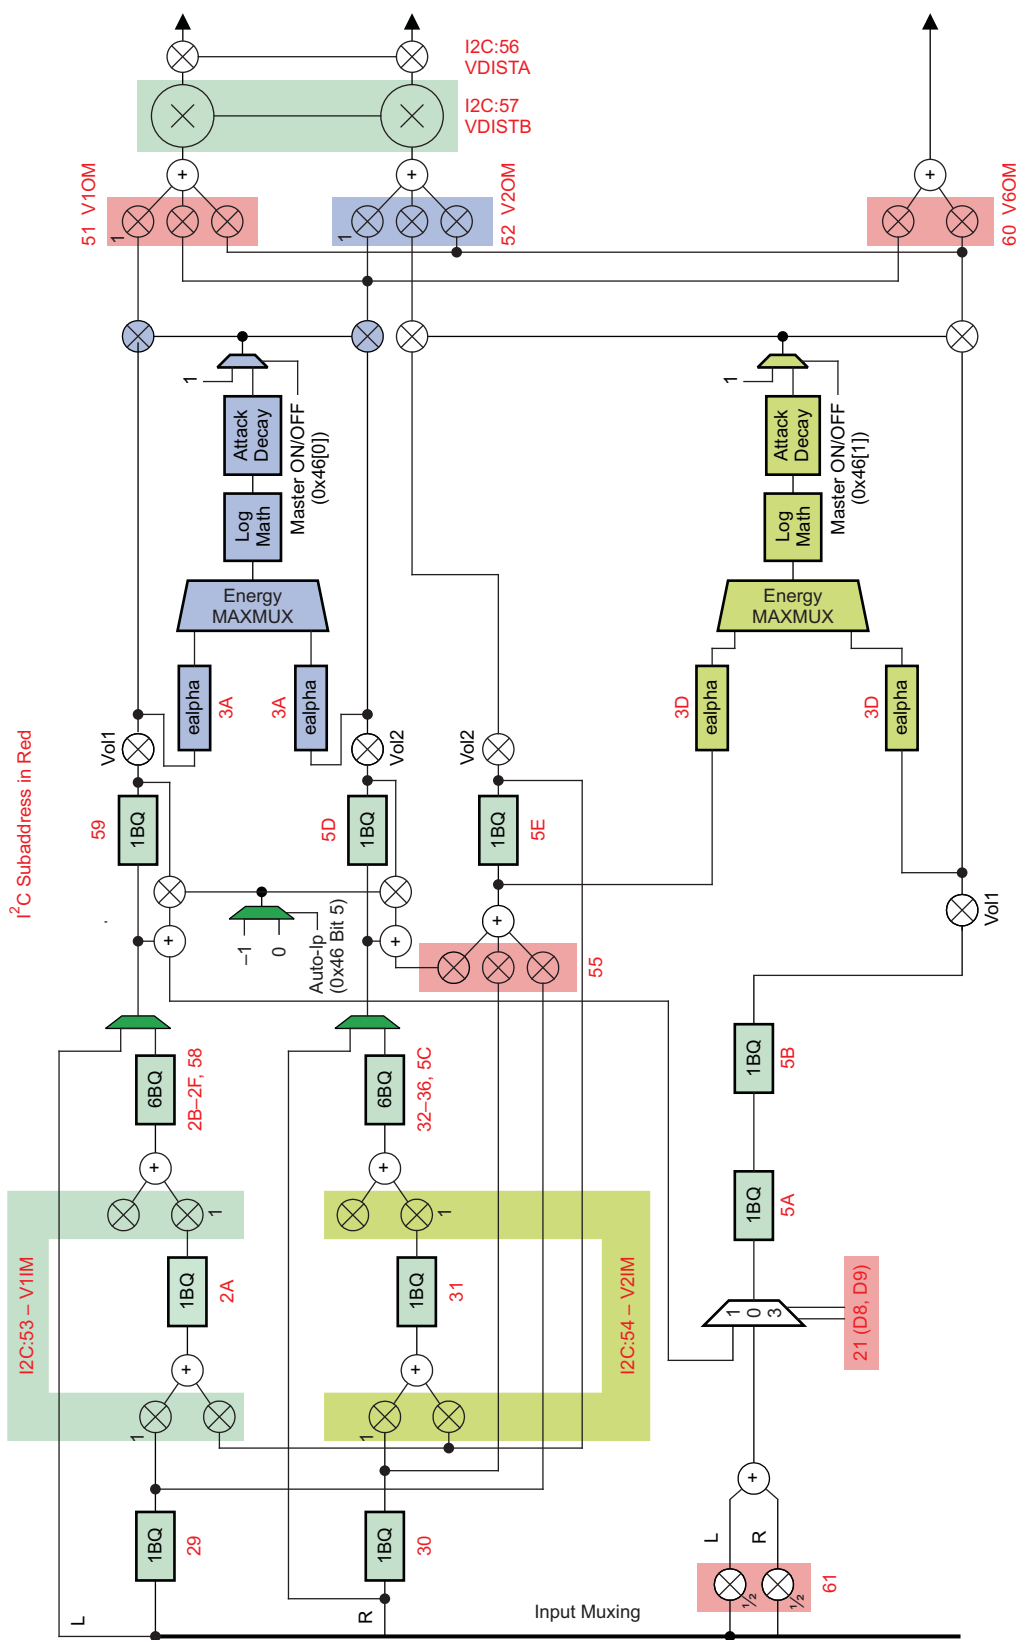 I2C:56
VDISTA
I2C:57
VDISTB
51 V1OM
1
52 V2OM
1
60 V6OM
1
Attack
Decay
Log
Math
Master ON/OFF
(0x46[0])
Energy
MAXMUX
ealpha
3A
ealpha
3A
1
Attack
Decay
Log
Math
Master ON/OFF
(0x46[1])
Energy
MAXMUX
ealpha
3D
ealpha
3D
I²C Subaddress in Red
Vol1
Vol2
Vol2
Vol1
59
1BQ
5D
1BQ
1BQ
5E
–1
0
Auto-lp
(0x46 Bit 5)
55
6BQ
2B–2F, 58
6BQ
32–36, 5C
1BQ
5B
1BQ
5A
I2C:53 – V1IM
1
1BQ
2A
1
I2C:54 – V2IM
1
1BQ
31
1
1
0
3
21 (D8, D9)
1BQ
29
1BQ
30
L
R
L
R
½
½
61
Input Muxing